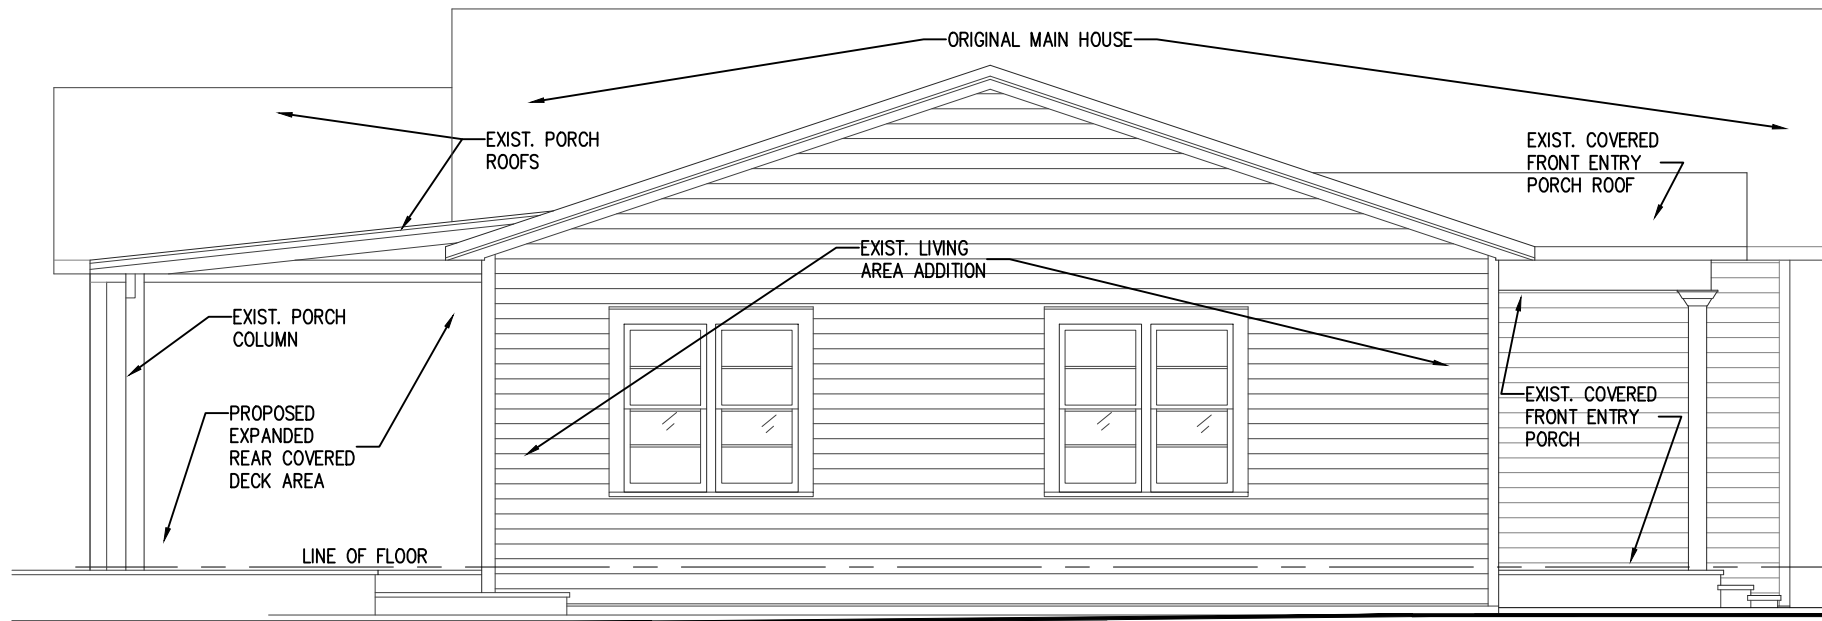 ORIGINAL MAIN HOUSE
EXIST. PORCH
ROOFS
EXIST. COVERED
FRONT ENTRY
PORCH ROOF
EXIST. LIVING
AREA ADDITION
EXIST. PORCH
COLUMN
PROPOSED
EXPANDED
REAR COVERED
DECK AREA
EXIST. COVERED
FRONT ENTRY
PORCH
LINE OF FLOOR